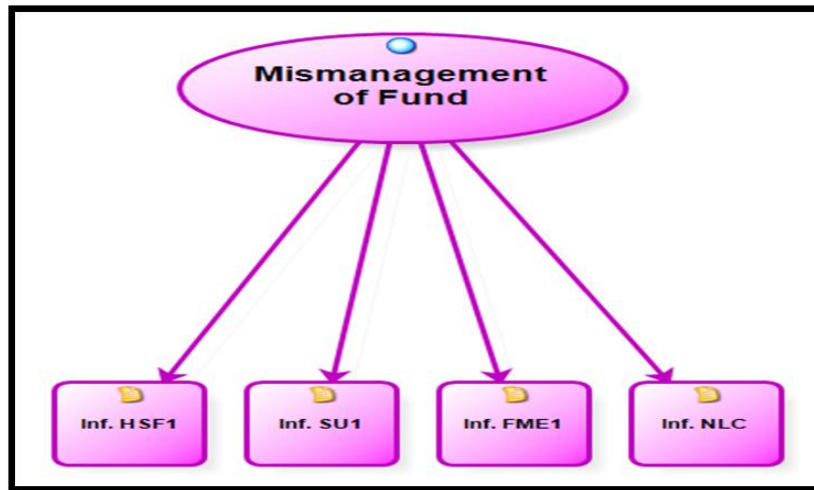 Mismanagement
of Fund
Inf. HSF1
Inf. SU1
Inf. FME1
Inf. NLC